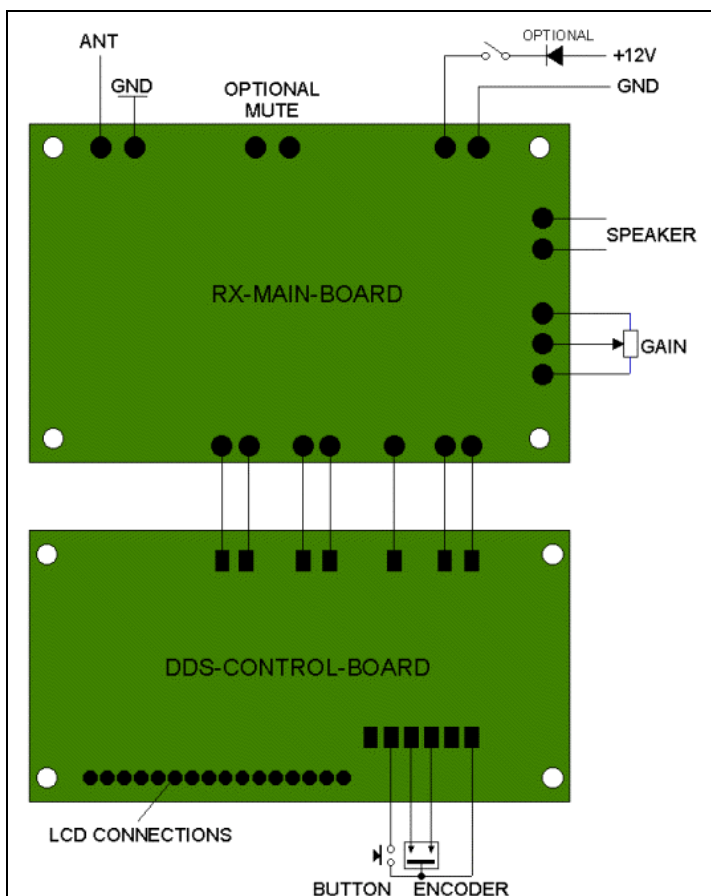 ANT
GND
OPTIONAL
MUTE
OPTIONAL
+12V
GND
SPEAKER
RX-MAIN-BOARD
GAIN
DDS-CONTROL-BOARD
LCD CONNECTIONS
BUTTON ENCODER